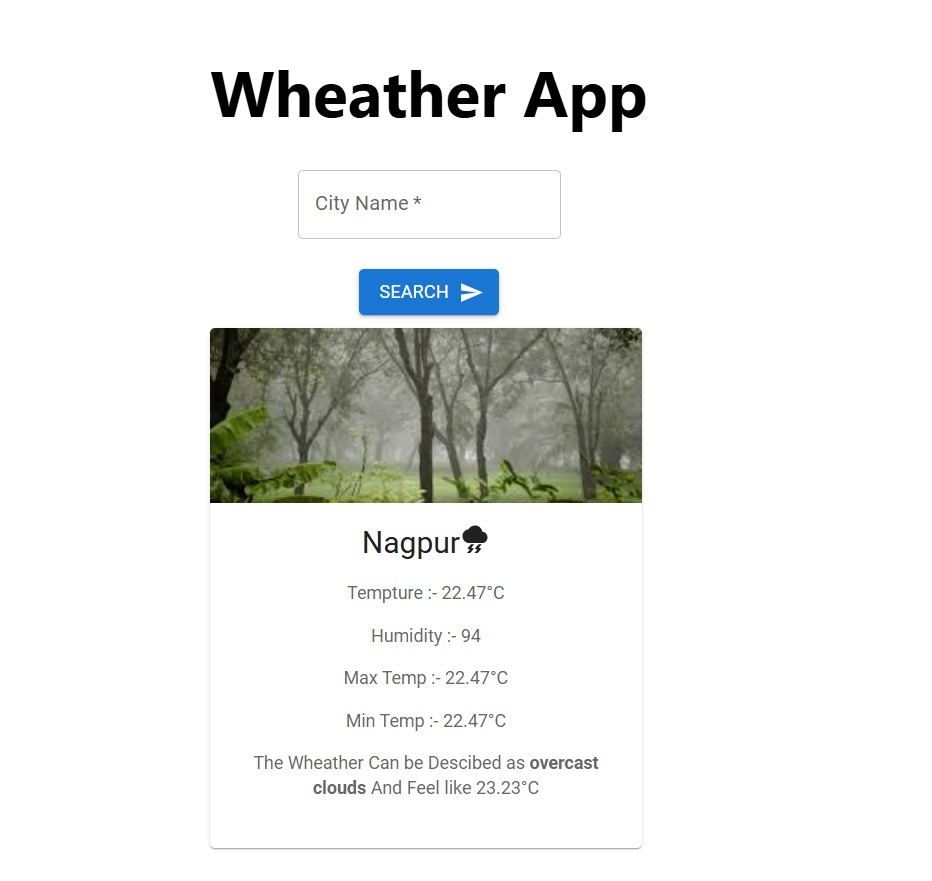 Wheather App
City Name *
SEARCH
Nagpur
Tempture :- 22.47°C
Humidity :- 94
Max Temp :- 22.47°C
Min Temp :- 22.47°C
The Wheather Can be Descibed as overcast
clouds And Feel like 23.23°C